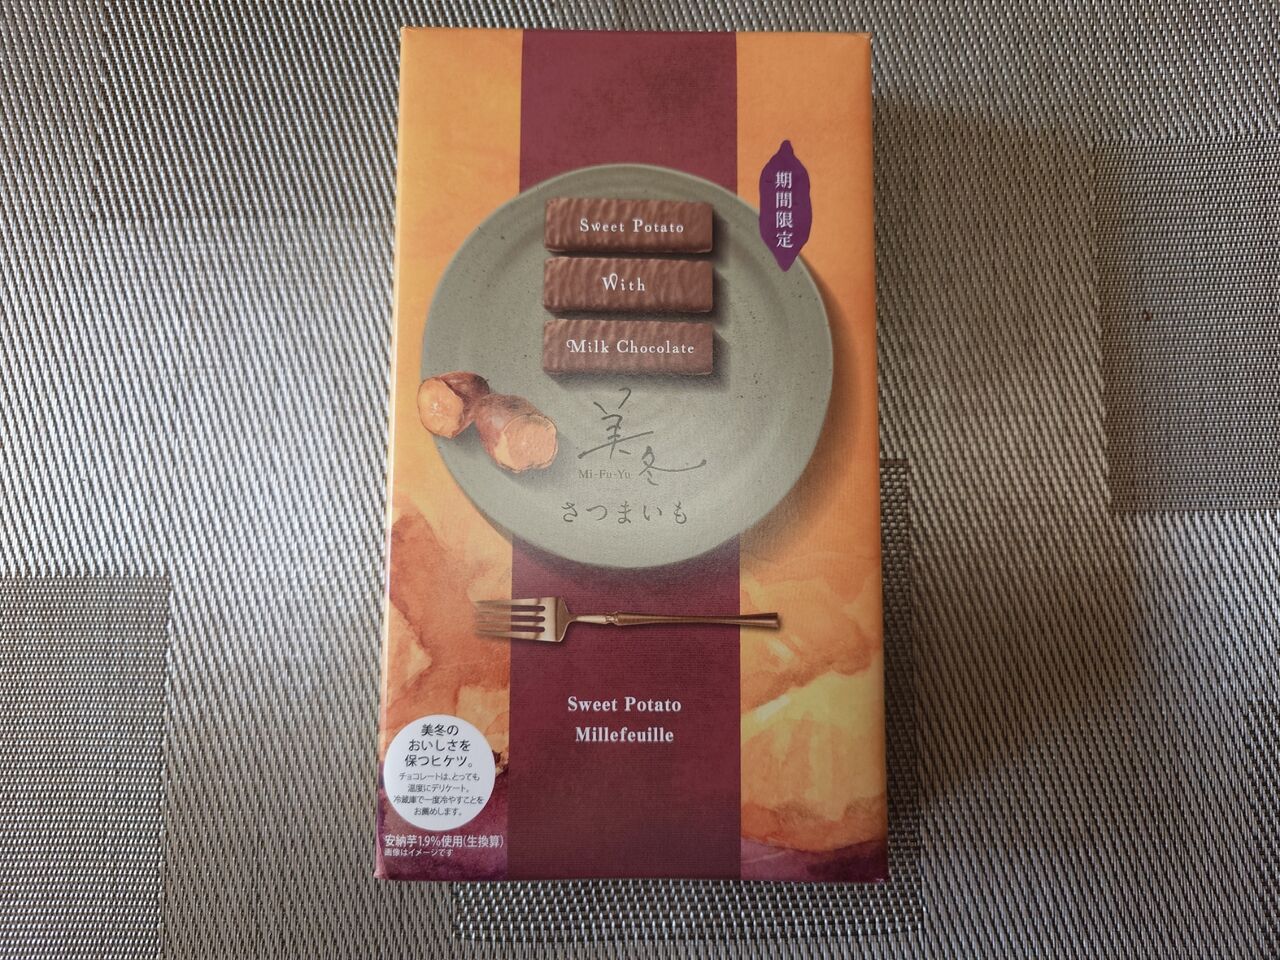 期間限定
Sweet Potato
With
Milk Chocolate
美冬
Mi-Fu-Yu
さつまいも
Sweet Potato
Millefeuille
美冬の
おいしさを
保つヒケツ。
チョコレートは、とっても
温度にデリケート。
冷蔵庫で一度冷やすことを
お薦めします。
安納芋1.9%使用(生換算)
画像はイメージです